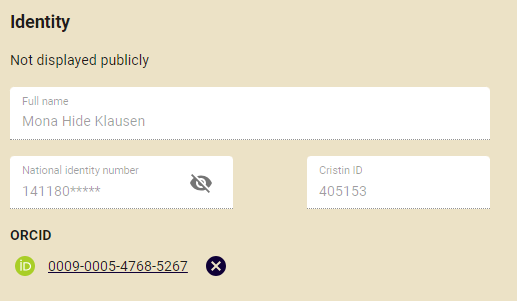 Identity
Not displayed publicly
Full name
Mona Hide Klausen
National identity number
141180*****
Cristin ID
405153
ORCID
iD 0009-0005-4768-5267